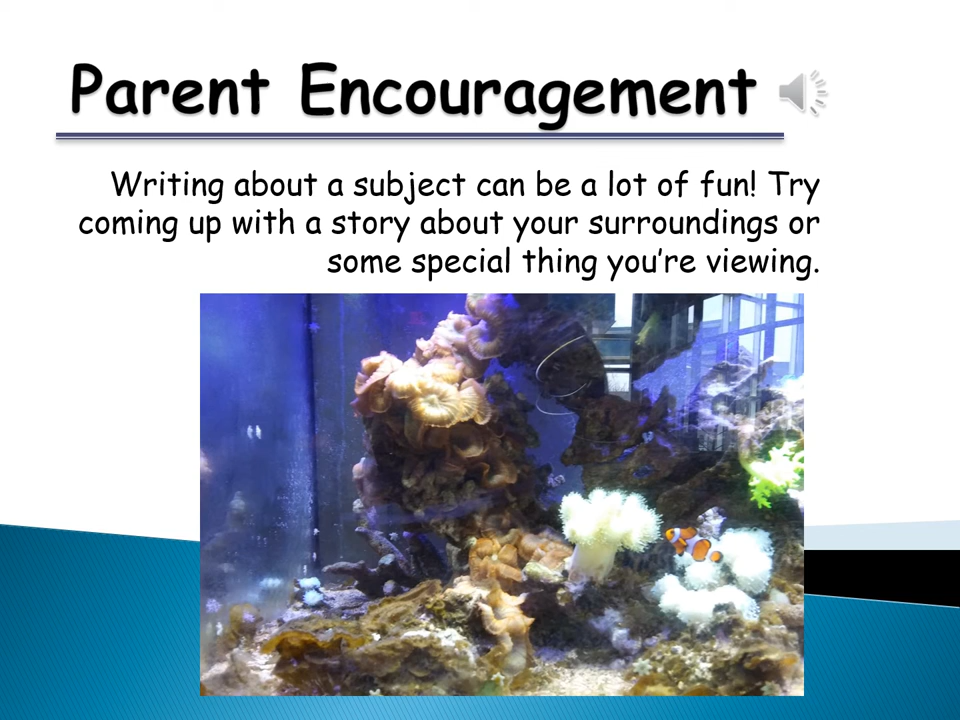 Parent Encouragement
Writing about a subject can be a lot of fun! Try
coming up with a story about your surroundings or
some special thing you’re viewing.